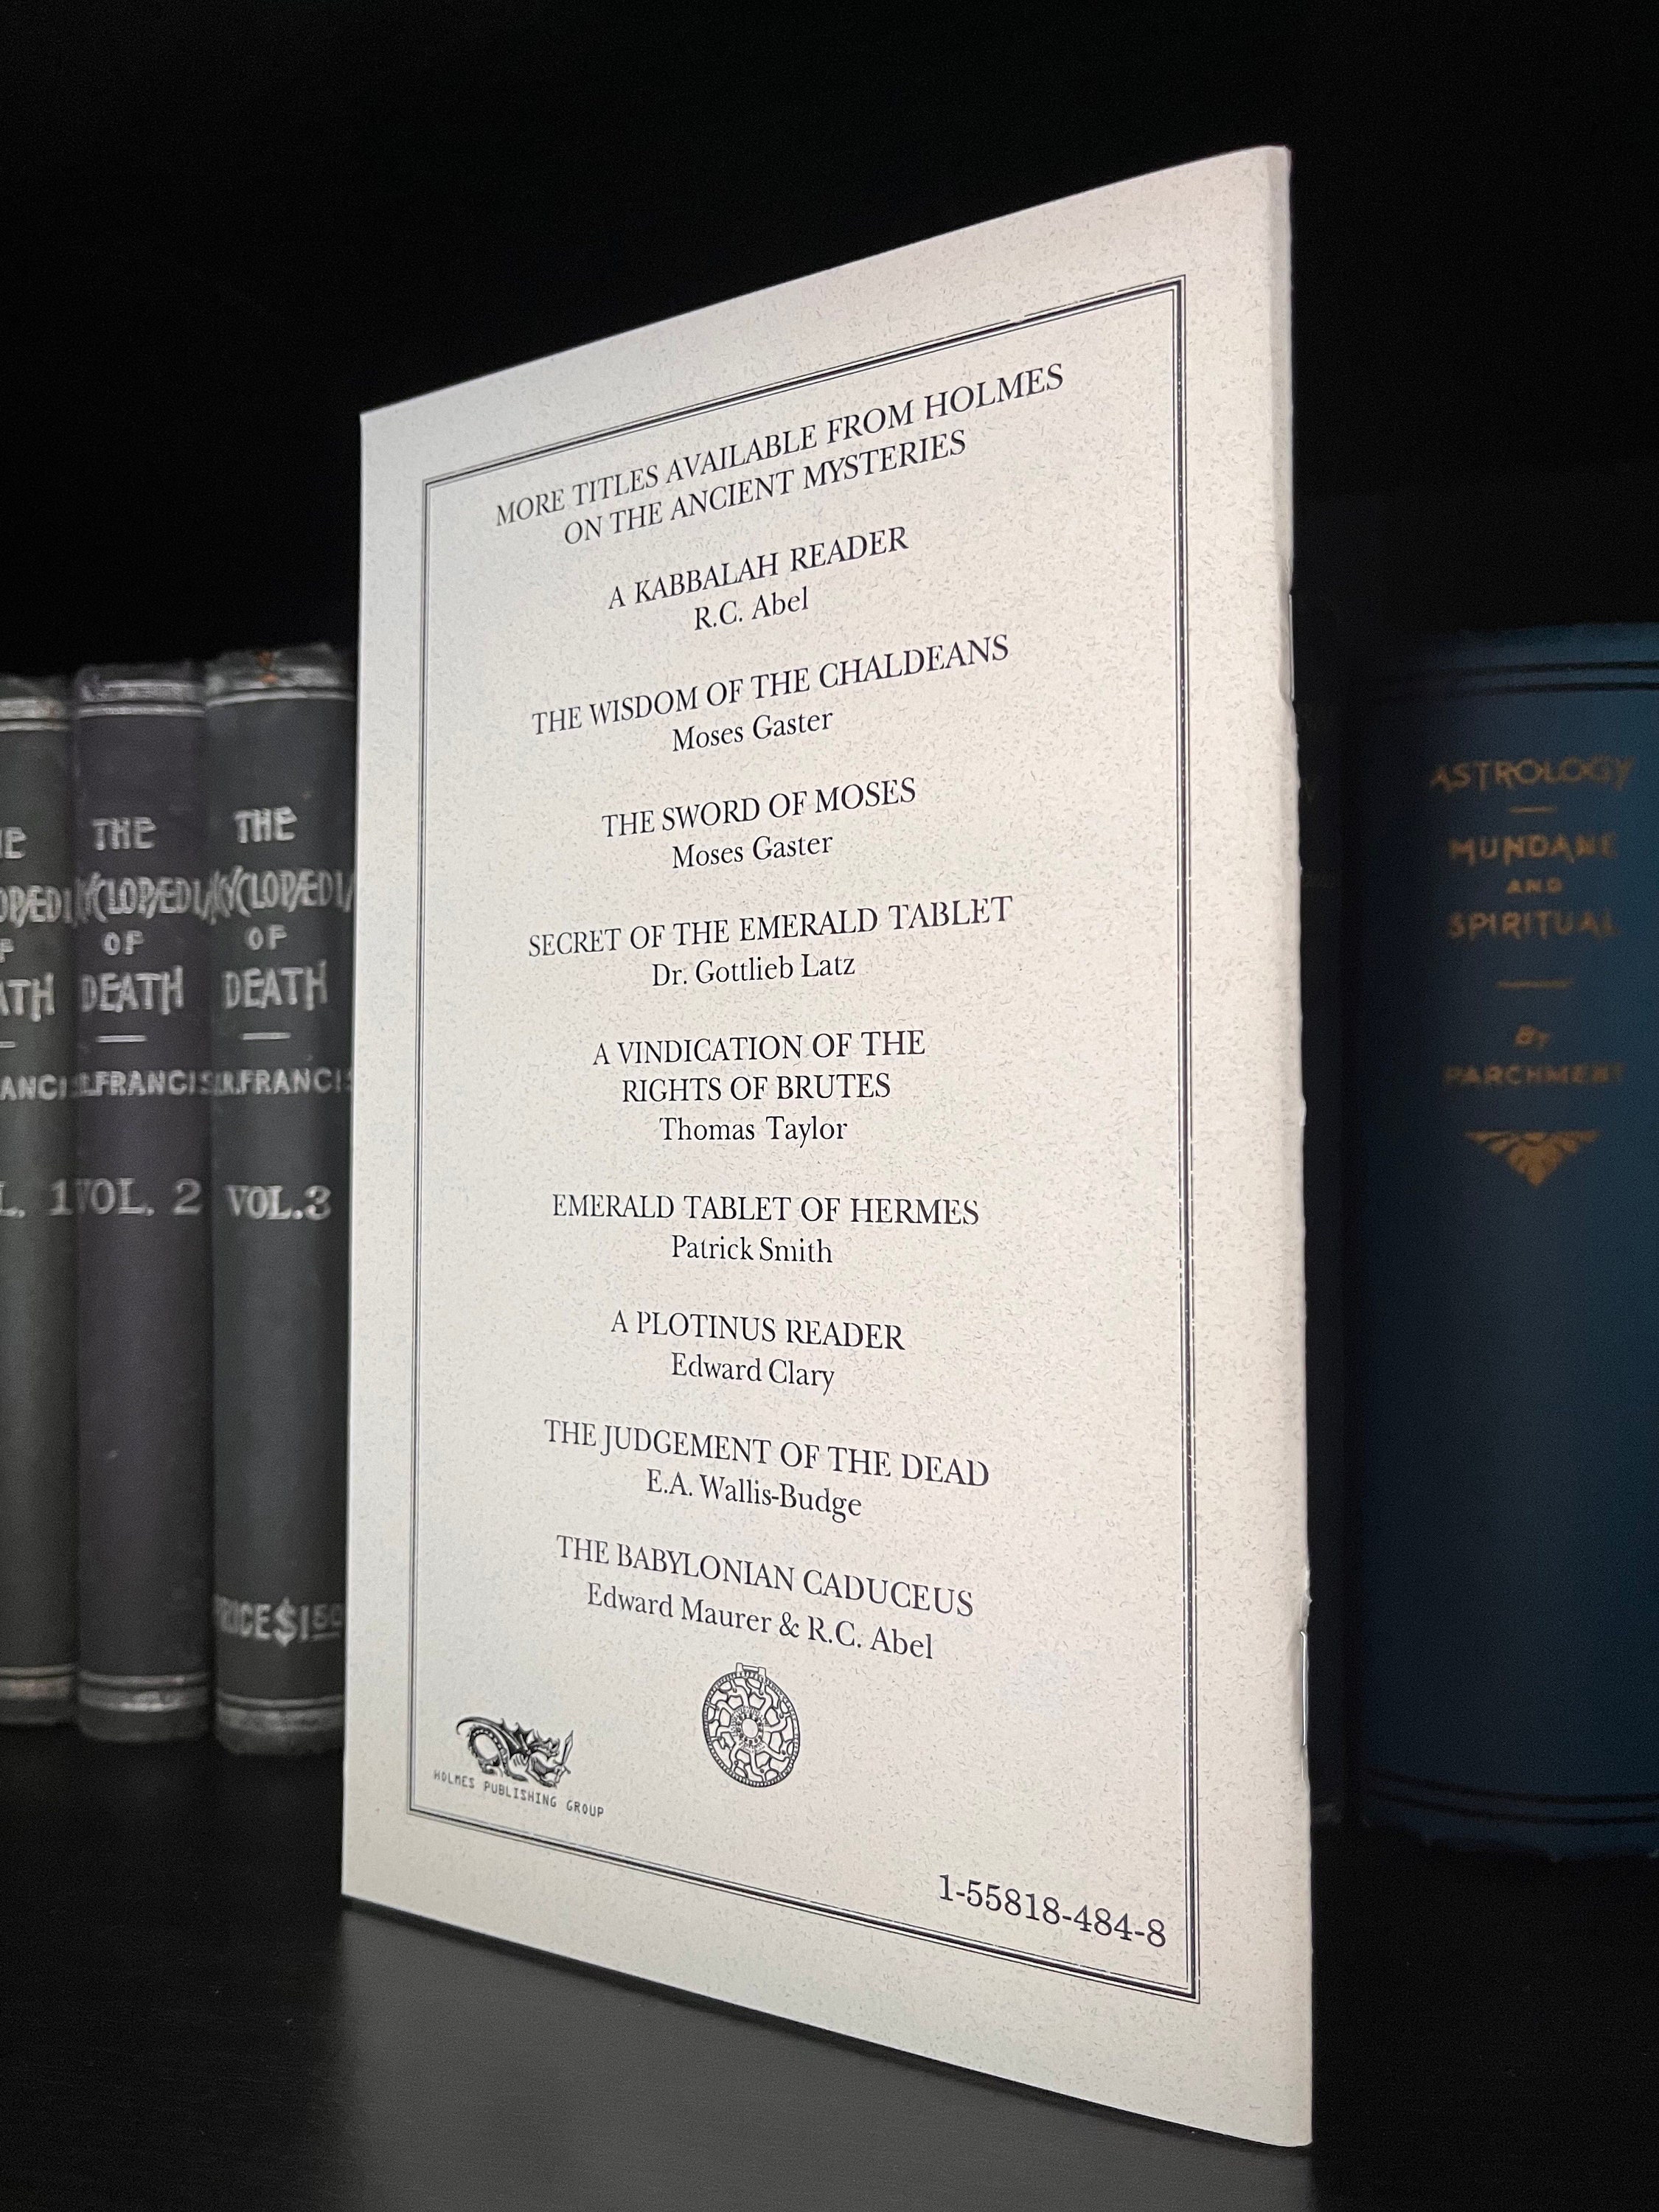 MORE TITLES AVAILABLE FROM HOLMES
ON THE ANCIENT MYSTERIES
A KABBALAH READER
R.C. Abel
THE WISDOM OF THE CHALDEANS
Moses Gaster
THE SWORD OF MOSES
Moses Gaster
SECRET OF THE EMERALD TABLET
Dr. Gottlieb Latz
A VINDICATION OF THE
RIGHTS OF BRUTES
Thomas Taylor
EMERALD TABLET OF HERMES
Patrick Smith
A PLOTINUS READER
Edward Clary
THE JUDGEMENT OF THE DEAD
E.A. Wallis-Budge
THE BABYLONIAN CADUCEUS
Edward Maurer & R.C. Abel
HOLMES PUBLISHING GROUP
1-55818-484-8
THE
OF
DEATH
VOL. 2
THE
OF
DEATH
VOL.3
ASTROLOGY
MUNDANE
AND
SPIRITUAL
BY
PARCHMENT